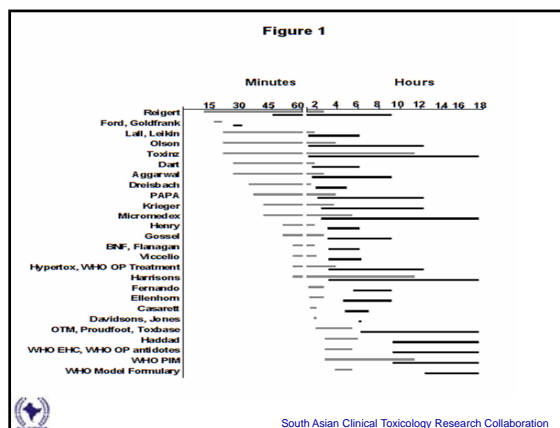 Figure 1
Minutes Hours
15 30 45 60 2 4 6 8 10 12 14 16 18
Reigert
Ford, Goldfrank
Lall, Leikin
Olson
Toxinz
Dart
Aggarwal
Dreisbach
PAPA
Krieger
Micromedex
Henry
Gossel
BNF, Flanagan
Viccelio
Hypertox, WHO OP Treatment
Harrisons
Fernando
Ellenhorn
Casarett
Davidsons, Jones
OTM, Proudfoot, Toxbase
Haddad
WHO EHC, WHO OP antidotes
WHO PIM
WHO Model Formulary
South Asian Clinical Toxicology Research Collaboration